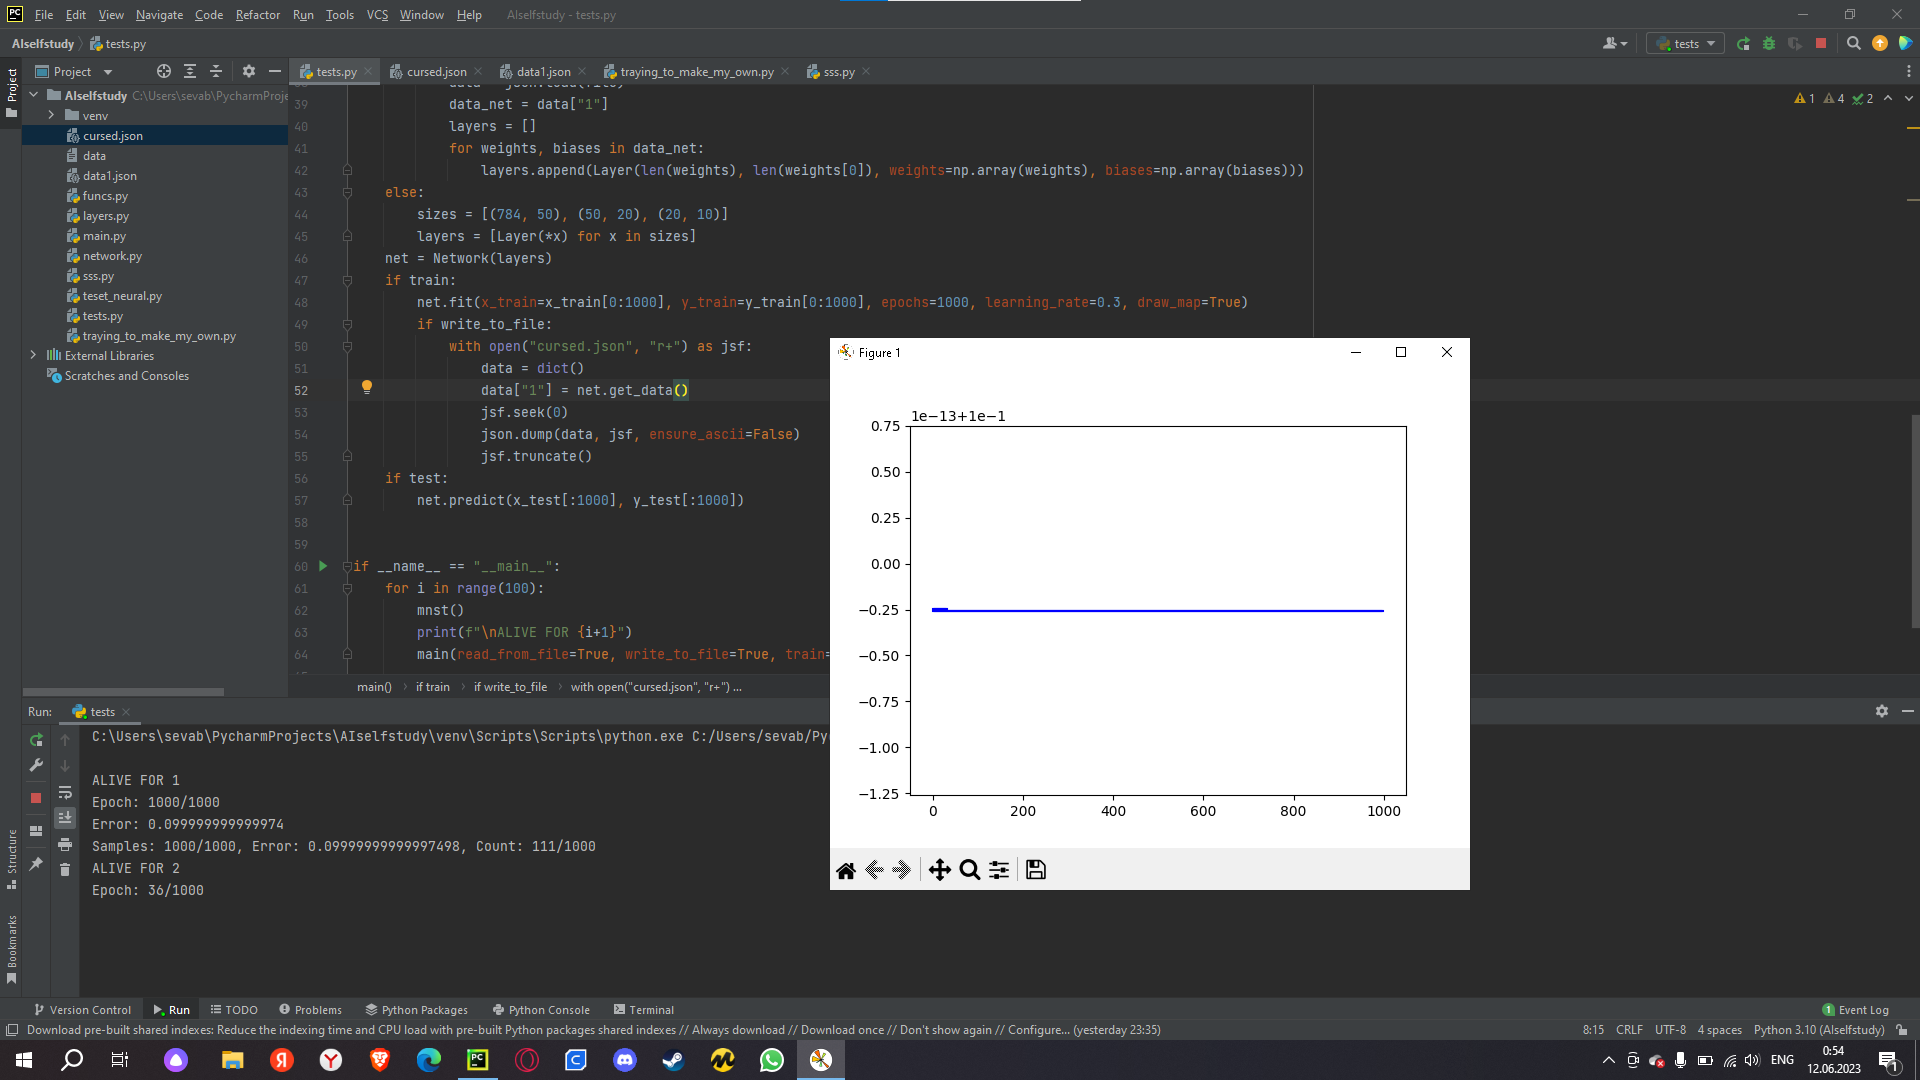 File Edit View Navigate Code Refactor Run Tools VCS Window Help AIselfstudy - tests.py
AIselfstudy tests.py
tests
Project
tests.py cursed.json data1.json traying_to_make_my_own.py sss.py
AIselfstudy C:\Users\sevab\PycharmProje
venv
cursed.json
data
data1.json
funcs.py
layers.py
main.py
network.py
sss.py
teset_neural.py
tests.py
traying_to_make_my_own.py
External Libraries
Scratches and Consoles
1 4 2
39 data_net = data["1"]
40 layers = []
41 for weights, biases in data_net:
42 layers.append(Layer(len(weights), len(weights[0]), weights=np.array(weights), biases=np.array(biases)))
43 else:
44 sizes = [(784, 50), (50, 20), (20, 10)]
45 layers = [Layer(*x) for x in sizes]
46 net = Network(layers)
47 if train:
48 net.fit(x_train=x_train[0:1000], y_train=y_train[0:1000], epochs=1000, learning_rate=0.3, draw_map=True)
49 if write_to_file:
50 with open("cursed.json", "r+") as jsf:
51 data = dict()
52 data["1"] = net.get_data()
53 jsf.seek(0)
54 json.dump(data, jsf, ensure_ascii=False)
55 jsf.truncate()
56 if test:
57 net.predict(x_test[:1000], y_test[:1000])
58
59
60 if __name__ == "__main__":
61 for i in range(100):
62 mnst()
63 print(f"\nALIVE FOR {i+1}")
64 main(read_from_file=True, write_to_file=True, train=
main() if train if write_to_file with open("cursed.json", "r+") ...
Figure 1
1e−13+1e−1
0.75
0.50
0.25
0.00
−0.25
−0.50
−0.75
−1.00
−1.25
0 200 400 600 800 1000
Run: tests
C:\Users\sevab\PycharmProjects\AIselfstudy\venv\Scripts\Scripts\python.exe C:/Users/sevab/Py
ALIVE FOR 1
Epoch: 1000/1000
Error: 0.099999999999974
Samples: 1000/1000, Error: 0.09999999999997498, Count: 111/1000
ALIVE FOR 2
Epoch: 36/1000
Structure
Bookmarks
Version Control Run TODO Problems Python Packages Python Console Terminal 1 Event Log
Download pre-built shared indexes: Reduce the indexing time and CPU load with pre-built Python packages shared indexes // Always download // Download once // Don't show again // Configure... (yesterday 23:35) 8:15 CRLF UTF-8 4 spaces Python 3.10 (AIselfstudy)
ENG
0:54
12.06.2023
1